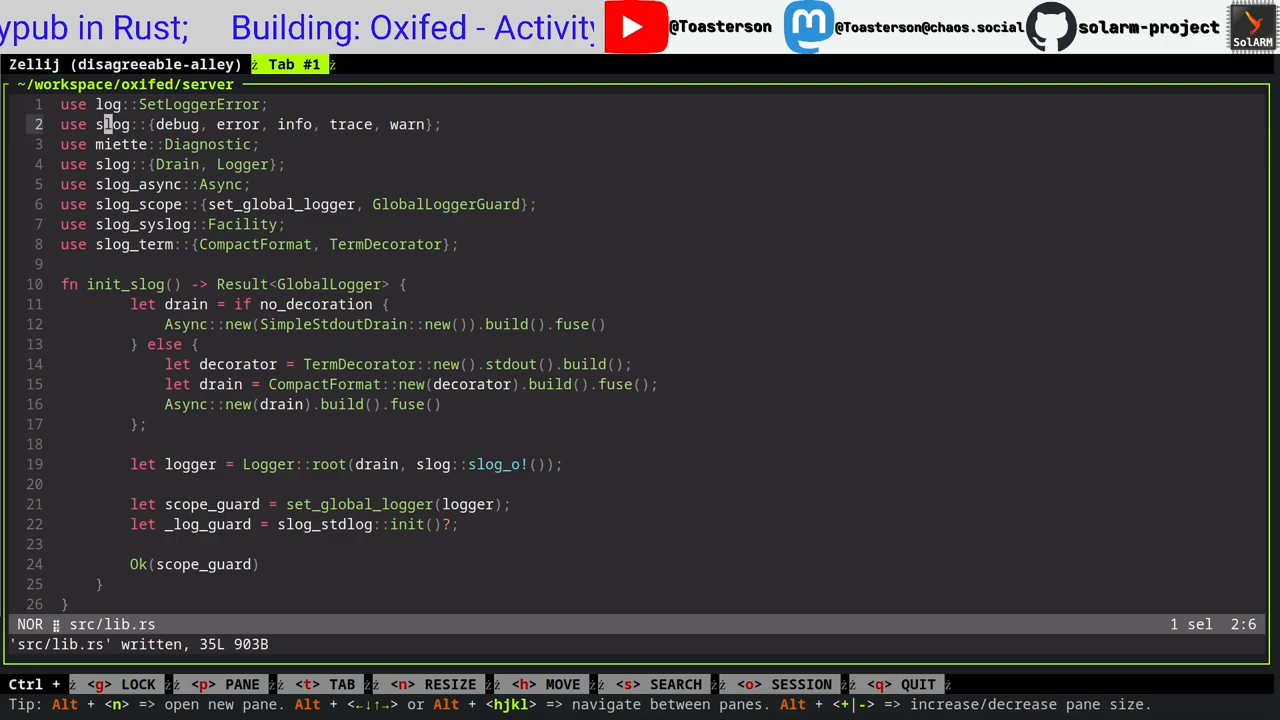 ypub in Rust;     Building: Oxifed - Activity
@Toasterson
@Toasterson@chaos.social
solarm-project
SolARM
Zellij (disagreeable-alley)  Tab #1
~/workspace/oxifed/server
1 use log::SetLoggerError;
2 use slog::{debug, error, info, trace, warn};
3 use miette::Diagnostic;
4 use slog::{Drain, Logger};
5 use slog_async::Async;
6 use slog_scope::{set_global_logger, GlobalLoggerGuard};
7 use slog_syslog::Facility;
8 use slog_term::{CompactFormat, TermDecorator};
9
10 fn init_slog() -> Result<GlobalLogger> {
11         let drain = if no_decoration {
12             Async::new(SimpleStdoutDrain::new()).build().fuse()
13         } else {
14             let decorator = TermDecorator::new().stdout().build();
15             let drain = CompactFormat::new(decorator).build().fuse();
16             Async::new(drain).build().fuse()
17         };
18
19         let logger = Logger::root(drain, slog::slog_o!());
20
21         let scope_guard = set_global_logger(logger);
22         let _log_guard = slog_stdlog::init()?;
23
24         Ok(scope_guard)
25     }
26 }
NOR ⣾ src/lib.rs 1 sel 2:6
'src/lib.rs' written, 35L 903B
Ctrl + ż <g> LOCK ż <p> PANE ż <t> TAB ż <n> RESIZE ż <h> MOVE ż <s> SEARCH ż <o> SESSION ż <q> QUIT ż
Tip: Alt + <n> => open new pane. Alt + <←↓↑→> or Alt + <hjkl> => navigate between panes. Alt + <+|-> => increase/decrease pane size.